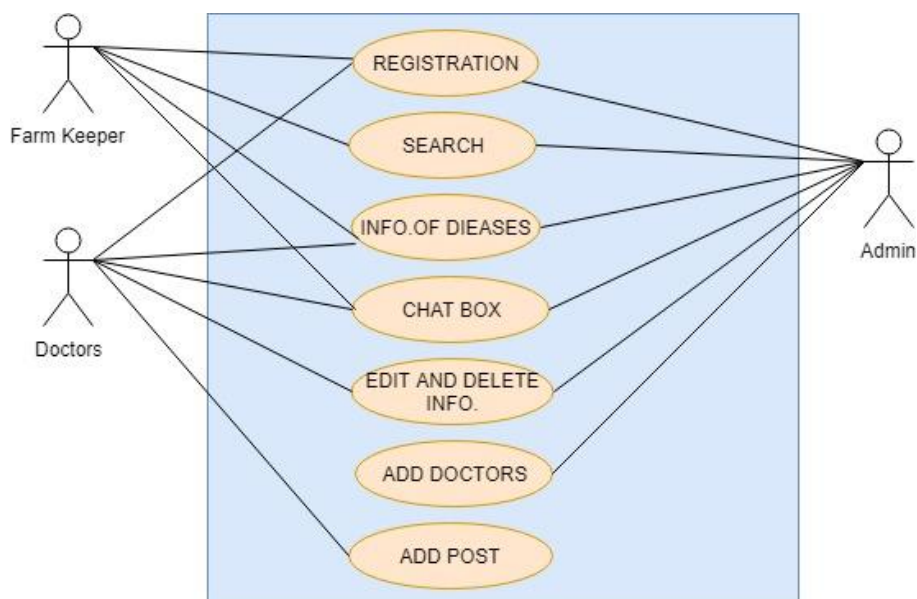 REGISTRATION
Farm Keeper
SEARCH
INFO.OF DIEASES
Admin
CHAT BOX
Doctors
EDIT AND DELETE
INFO.
ADD DOCTORS
ADD POST